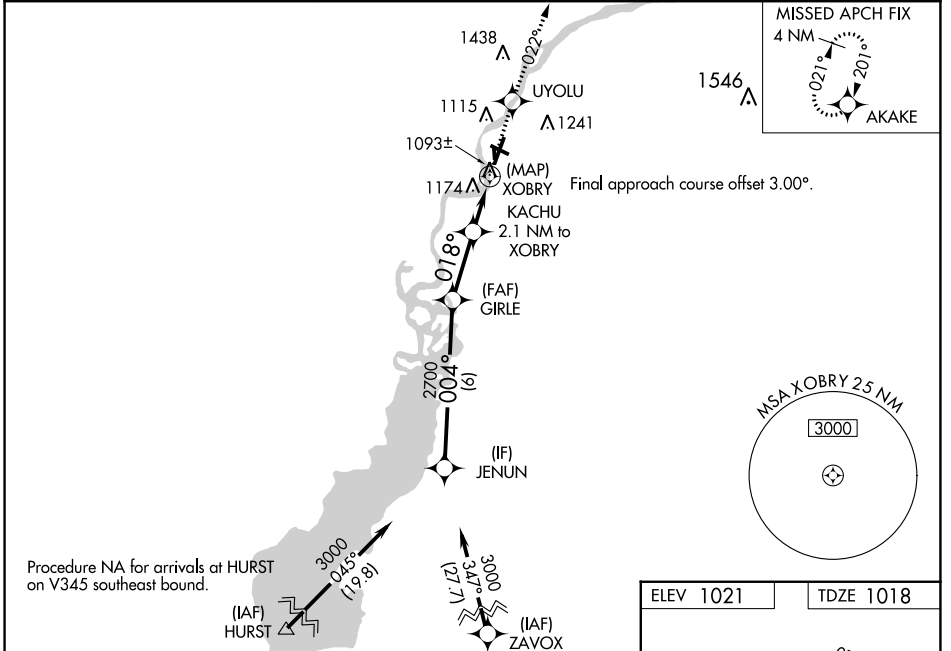 MISSED APCH FIX
4 NM
021°
201°
AKAKE
1438
022°
1546
UYOLU
1115
1241
1093±
(MAP)
XOBRY
Final approach course offset 3.00°.
1174
KACHU
2.1 NM to
XOBRY
018°
(FAF)
GIRLE
2700
004°
(6)
MSA XOBRY 25 NM
3000
(IF)
JENUN
Procedure NA for arrivals at HURST
on V345 southeast bound.
3000
045°
(19.8)
3000
347°
(27.7)
(IAF)
HURST
(IAF)
ZAVOX
ELEV 1021
TDZE 1018